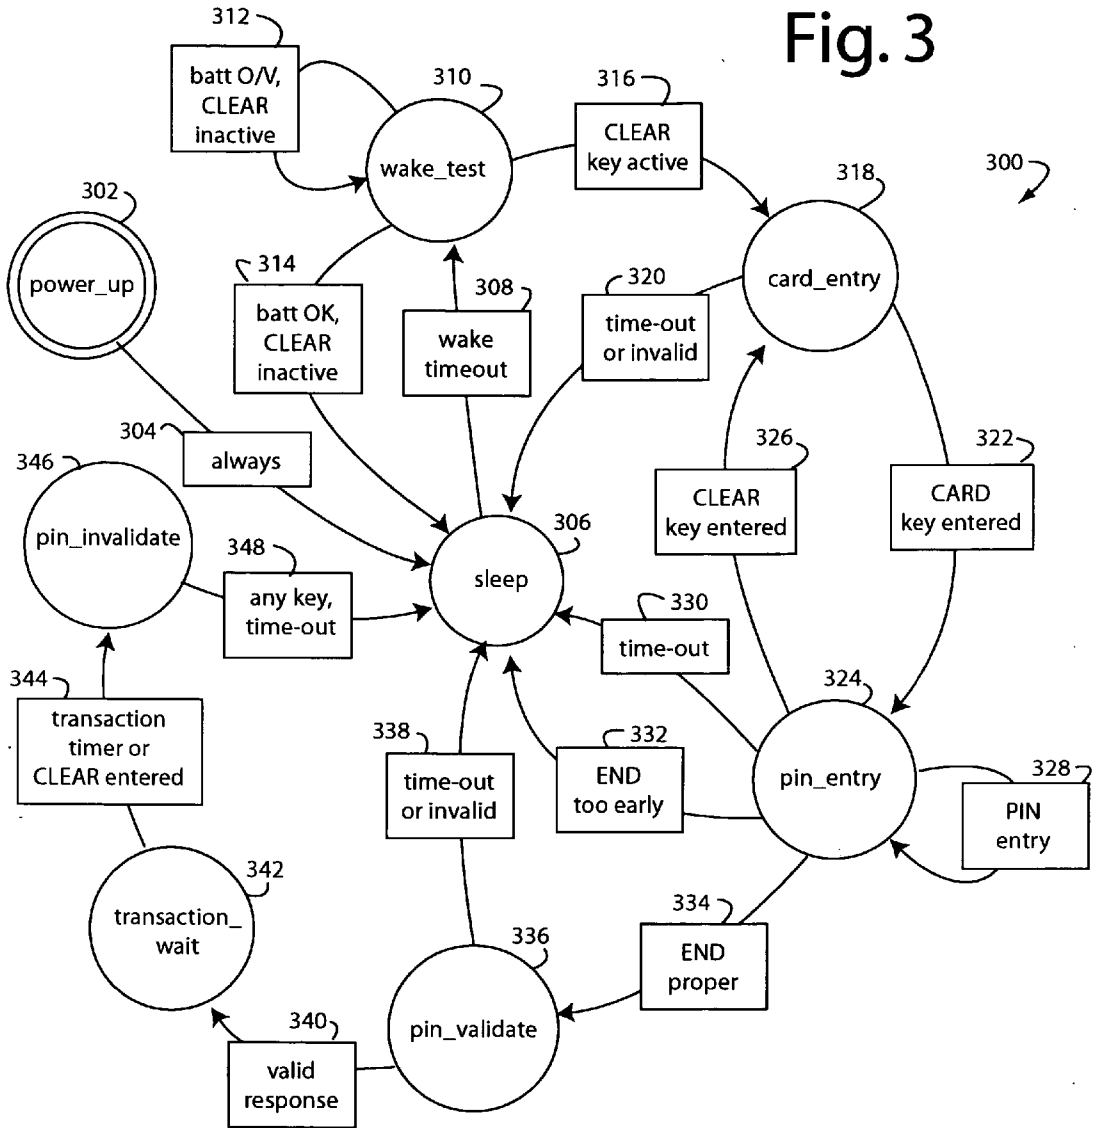 Fig. 3
312
batt O/V,
CLEAR
inactive
310
wake_test
316
CLEAR
key active
300
318
card_entry
302
power_up
314
batt OK,
CLEAR
inactive
308
wake
timeout
320
time-out
or invalid
304
always
346
pin_invalidate
348
any key,
time-out
306
sleep
326
CLEAR
key entered
322
CARD
key entered
330
time-out
324
pin_entry
328
PIN
entry
332
END
too early
344
transaction
timer or
CLEAR entered
338
time-out
or invalid
342
transaction_
wait
334
END
proper
336
pin_validate
340
valid
response